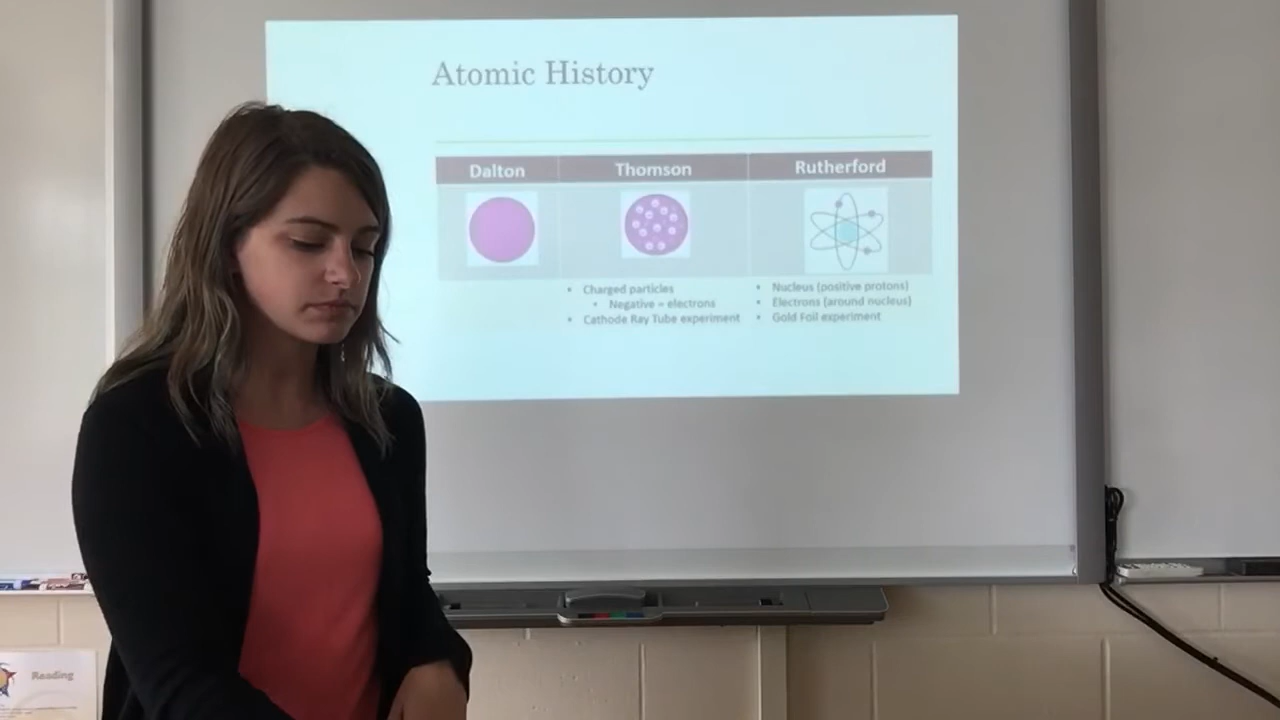 Atomic History
Dalton
Thomson
Rutherford
• Charged particles
• Negative = electrons
• Cathode Ray Tube experiment
• Nucleus (positive protons)
• Electrons (around nucleus)
• Gold Foil experiment
Reading